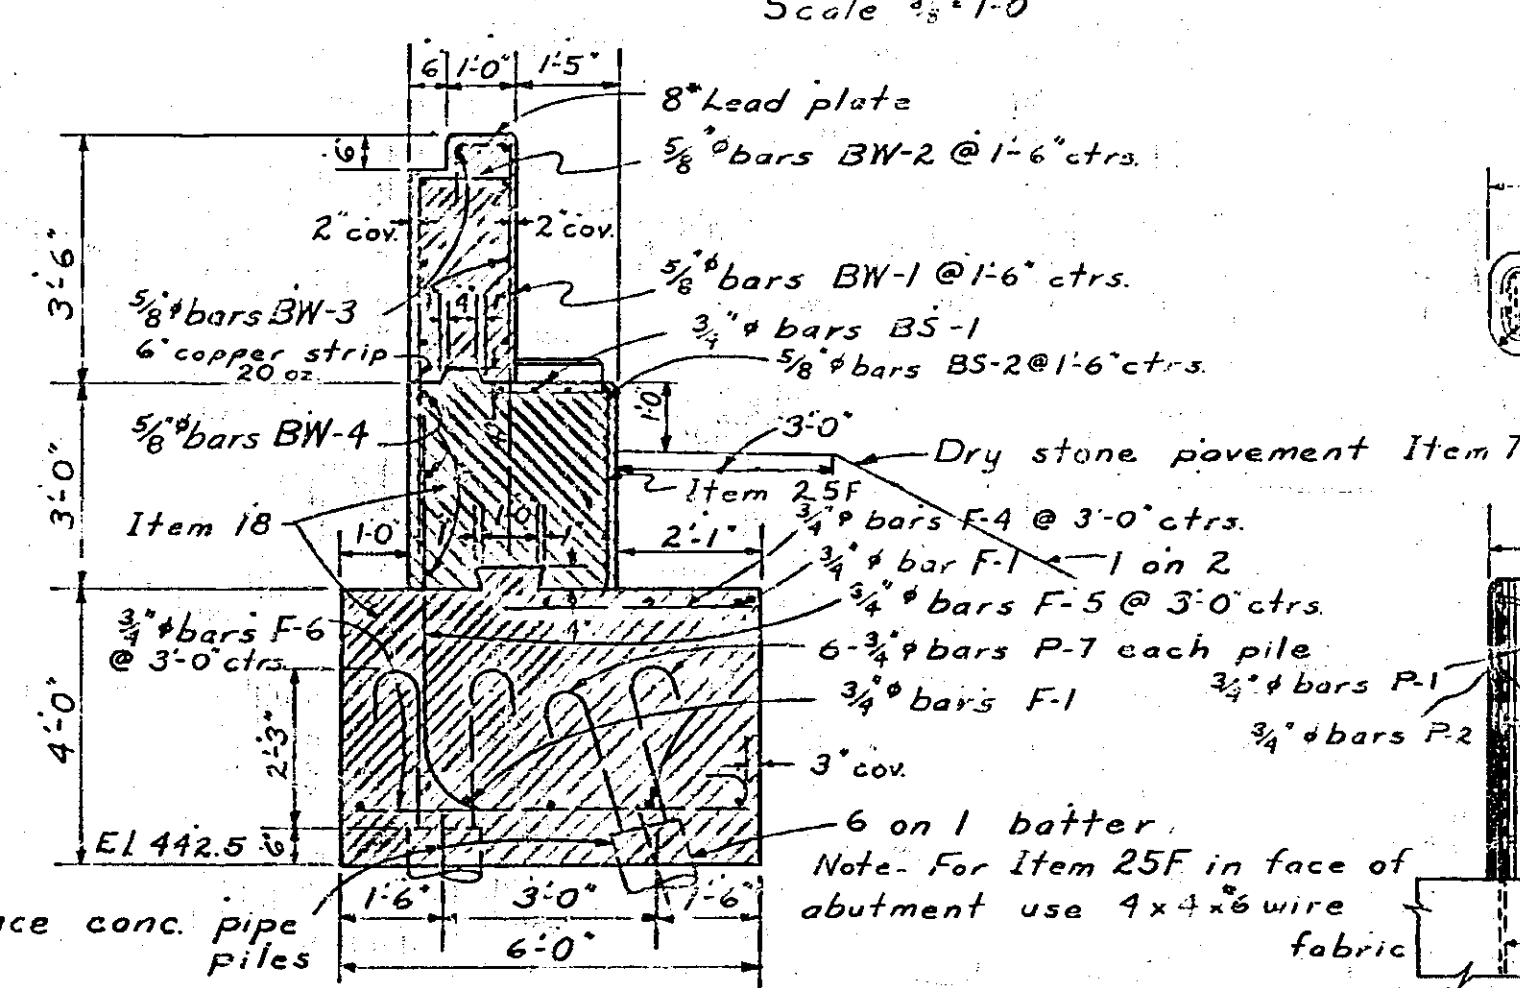 Scale 3/8" = 1'-0
6 1'-0" 1'-5"
8" Lead plate
6"
5/8"ϕ bars BW-2 @ 1'-6" ctrs.
2" cov. 2" cov.
3'-6"
5/8"ϕ bars BW-1 @ 1'-6" ctrs.
5/8"ϕ bars BW-3
4"
3/4"ϕ bars BS-1
6" copper strip
20 oz.
5/8"ϕ bars BS-2 @ 1'-6" ctrs.
1'-0"
5/8"ϕ bars BW-4
4"
3'-0"
Dry stone pavement Item 7
3'-0"
Item 25F
Item 18
1'-0
1'-0"
1"
2'-1"
3/4"ϕ bars F-4 @ 3'-0" ctrs.
3/4"ϕ bar F-1
1 on 2
3/4"ϕ bars F-5 @ 3'-0" ctrs.
3/4"ϕ bars F-6
@ 3'-0" ctrs.
4"
6-3/4"ϕ bars P-7 each pile
3/4"ϕ bars P-1
3/4"ϕ bars F-1
4'-0"
2'-3"
3/4"ϕ bars P-2
3" cov.
6"
El 442.5
6 on 1 batter
Note- For Item 25F in face of
abutment use 4x4x#6 wire
fabric
1'-6" 3'-0" 1'-6"
conc. pipe
piles
6'-0"